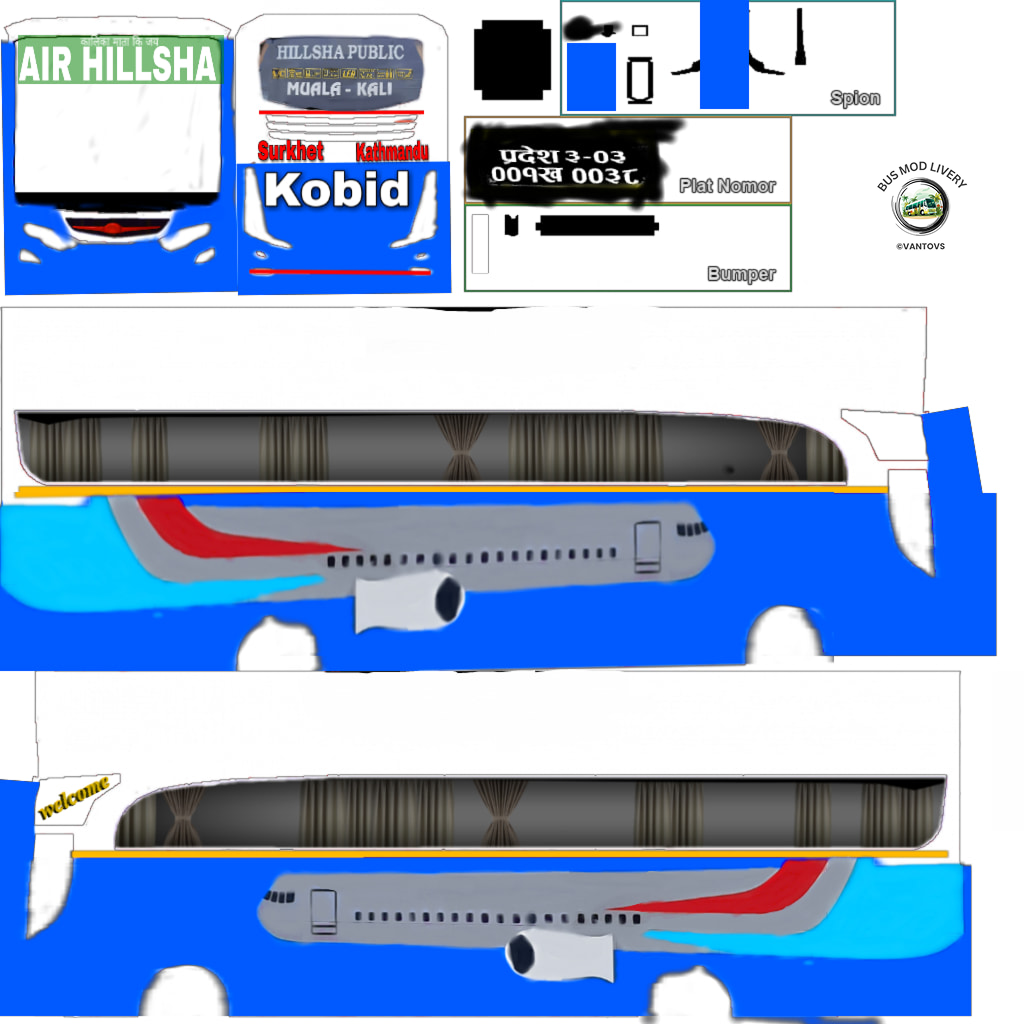 कालिका माता कि जय
AIR HILLSHA
HILLSHA PUBLIC
MUALA - KALI
Surkhet Kathmandu
Kobid
Spion
प्रदेश ३-०३
००१ख ००३८
Plat Nomor
Bumper
BUS MOD LIVERY
©VANTOVS
welcome